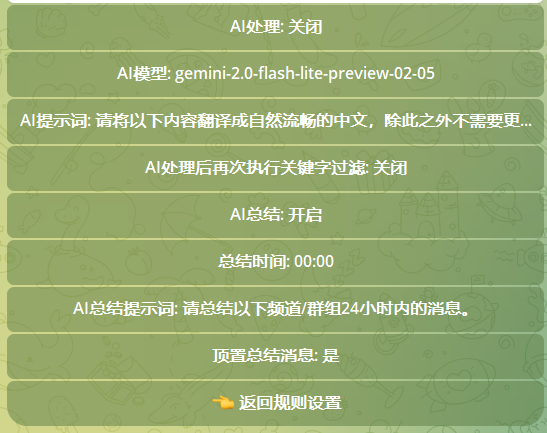 AI处理: 关闭
AI模型: gemini-2.0-flash-lite-preview-02-05
AI提示词: 请将以下内容翻译成自然流畅的中文，除此之外不需要更...
AI处理后再次执行关键字过滤: 关闭
AI总结: 开启
总结时间: 00:00
AI总结提示词: 请总结以下频道/群组24小时内的消息。
顶置总结消息: 是
👈 返回规则设置